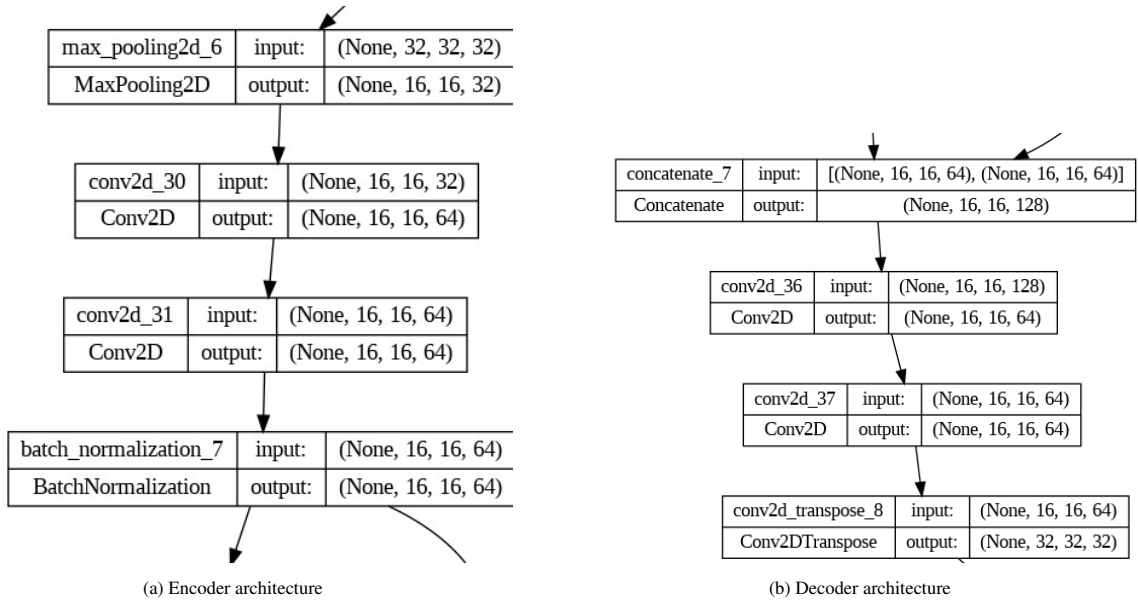 max_pooling2d_6 input: (None, 32, 32, 32)
MaxPooling2D output: (None, 16, 16, 32)
conv2d_30 input: (None, 16, 16, 32)
Conv2D output: (None, 16, 16, 64)
conv2d_31 input: (None, 16, 16, 64)
Conv2D output: (None, 16, 16, 64)
batch_normalization_7 input: (None, 16, 16, 64)
BatchNormalization output: (None, 16, 16, 64)
(a) Encoder architecture
concatenate_7 input: [(None, 16, 16, 64), (None, 16, 16, 64)]
Concatenate output: (None, 16, 16, 128)
conv2d_36 input: (None, 16, 16, 128)
Conv2D output: (None, 16, 16, 64)
conv2d_37 input: (None, 16, 16, 64)
Conv2D output: (None, 16, 16, 64)
conv2d_transpose_8 input: (None, 16, 16, 64)
Conv2DTranspose output: (None, 32, 32, 32)
(b) Decoder architecture